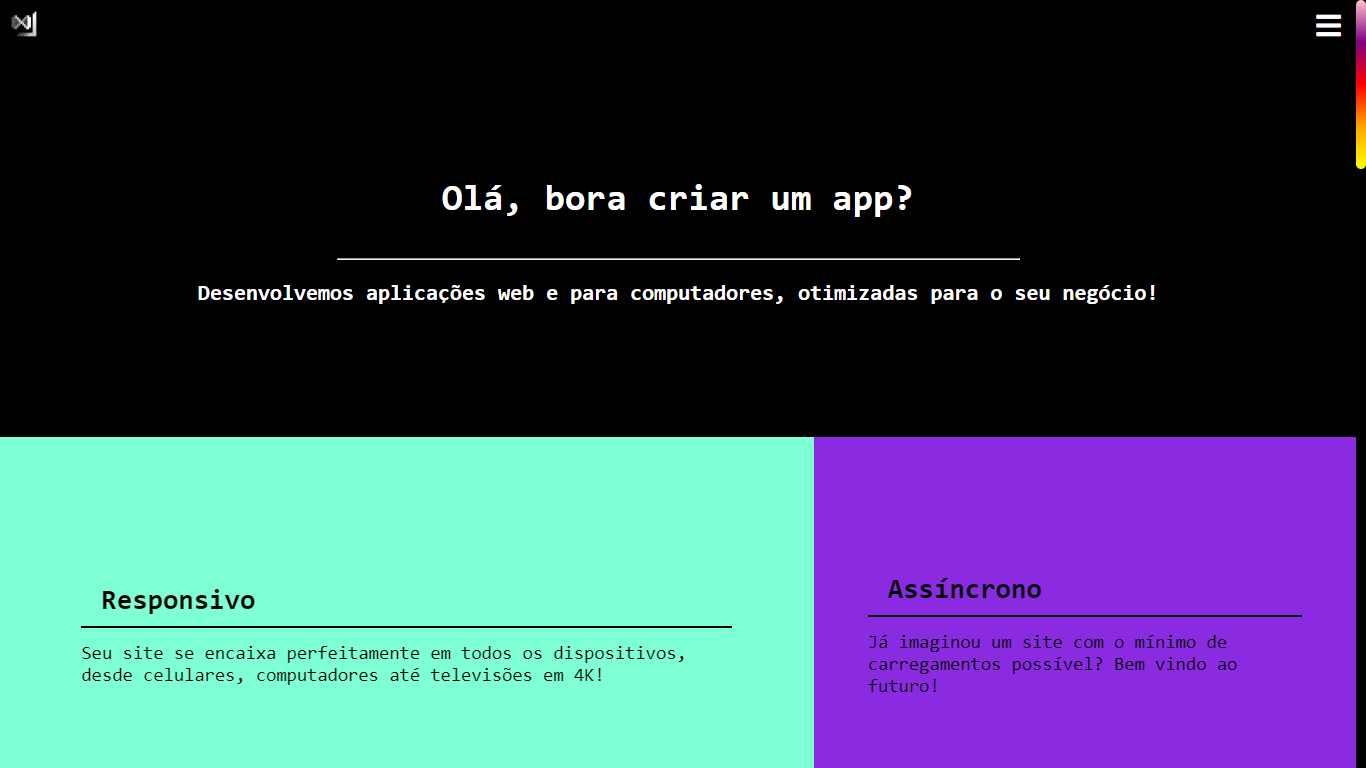 Olá, bora criar um app?
Desenvolvemos aplicações web e para computadores, otimizadas para o seu negócio!
Responsivo
Seu site se encaixa perfeitamente em todos os dispositivos,
desde celulares, computadores até televisões em 4K!
Assíncrono
Já imaginou um site com o mínimo de
carregamentos possível? Bem vindo ao
futuro!